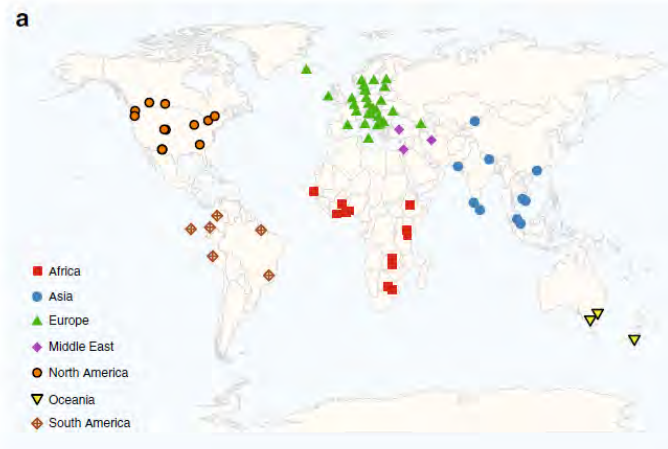 a
Africa
Asia
Europe
Middle East
North America
Oceania
South America